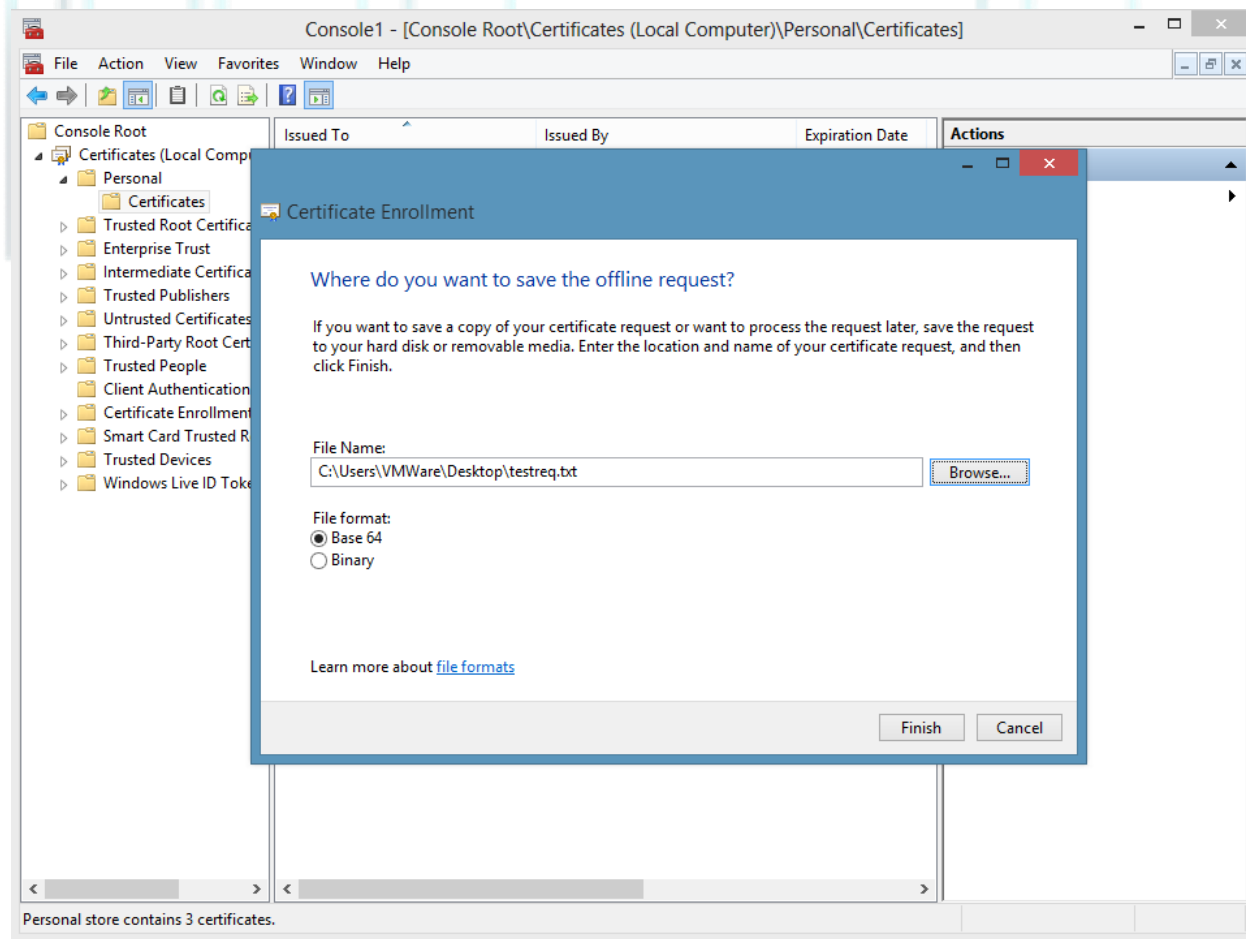 Console1 - [Console Root\Certificates (Local Computer)\Personal\Certificates]
File Action View Favorites Window Help
Console Root
Certificates (Local Compu
Personal
Certificates
Trusted Root Certifica
Enterprise Trust
Intermediate Certifica
Trusted Publishers
Untrusted Certificates
Third-Party Root Cert
Trusted People
Client Authentication
Certificate Enrollment
Smart Card Trusted R
Trusted Devices
Windows Live ID Toke
Issued To Issued By Expiration Date
Actions
Certificate Enrollment
Where do you want to save the offline request?
If you want to save a copy of your certificate request or want to process the request later, save the request
to your hard disk or removable media. Enter the location and name of your certificate request, and then
click Finish.
File Name:
C:\Users\VMWare\Desktop\testreq.txt Browse...
File format:
Base 64
Binary
Learn more about file formats
Finish Cancel
Personal store contains 3 certificates.